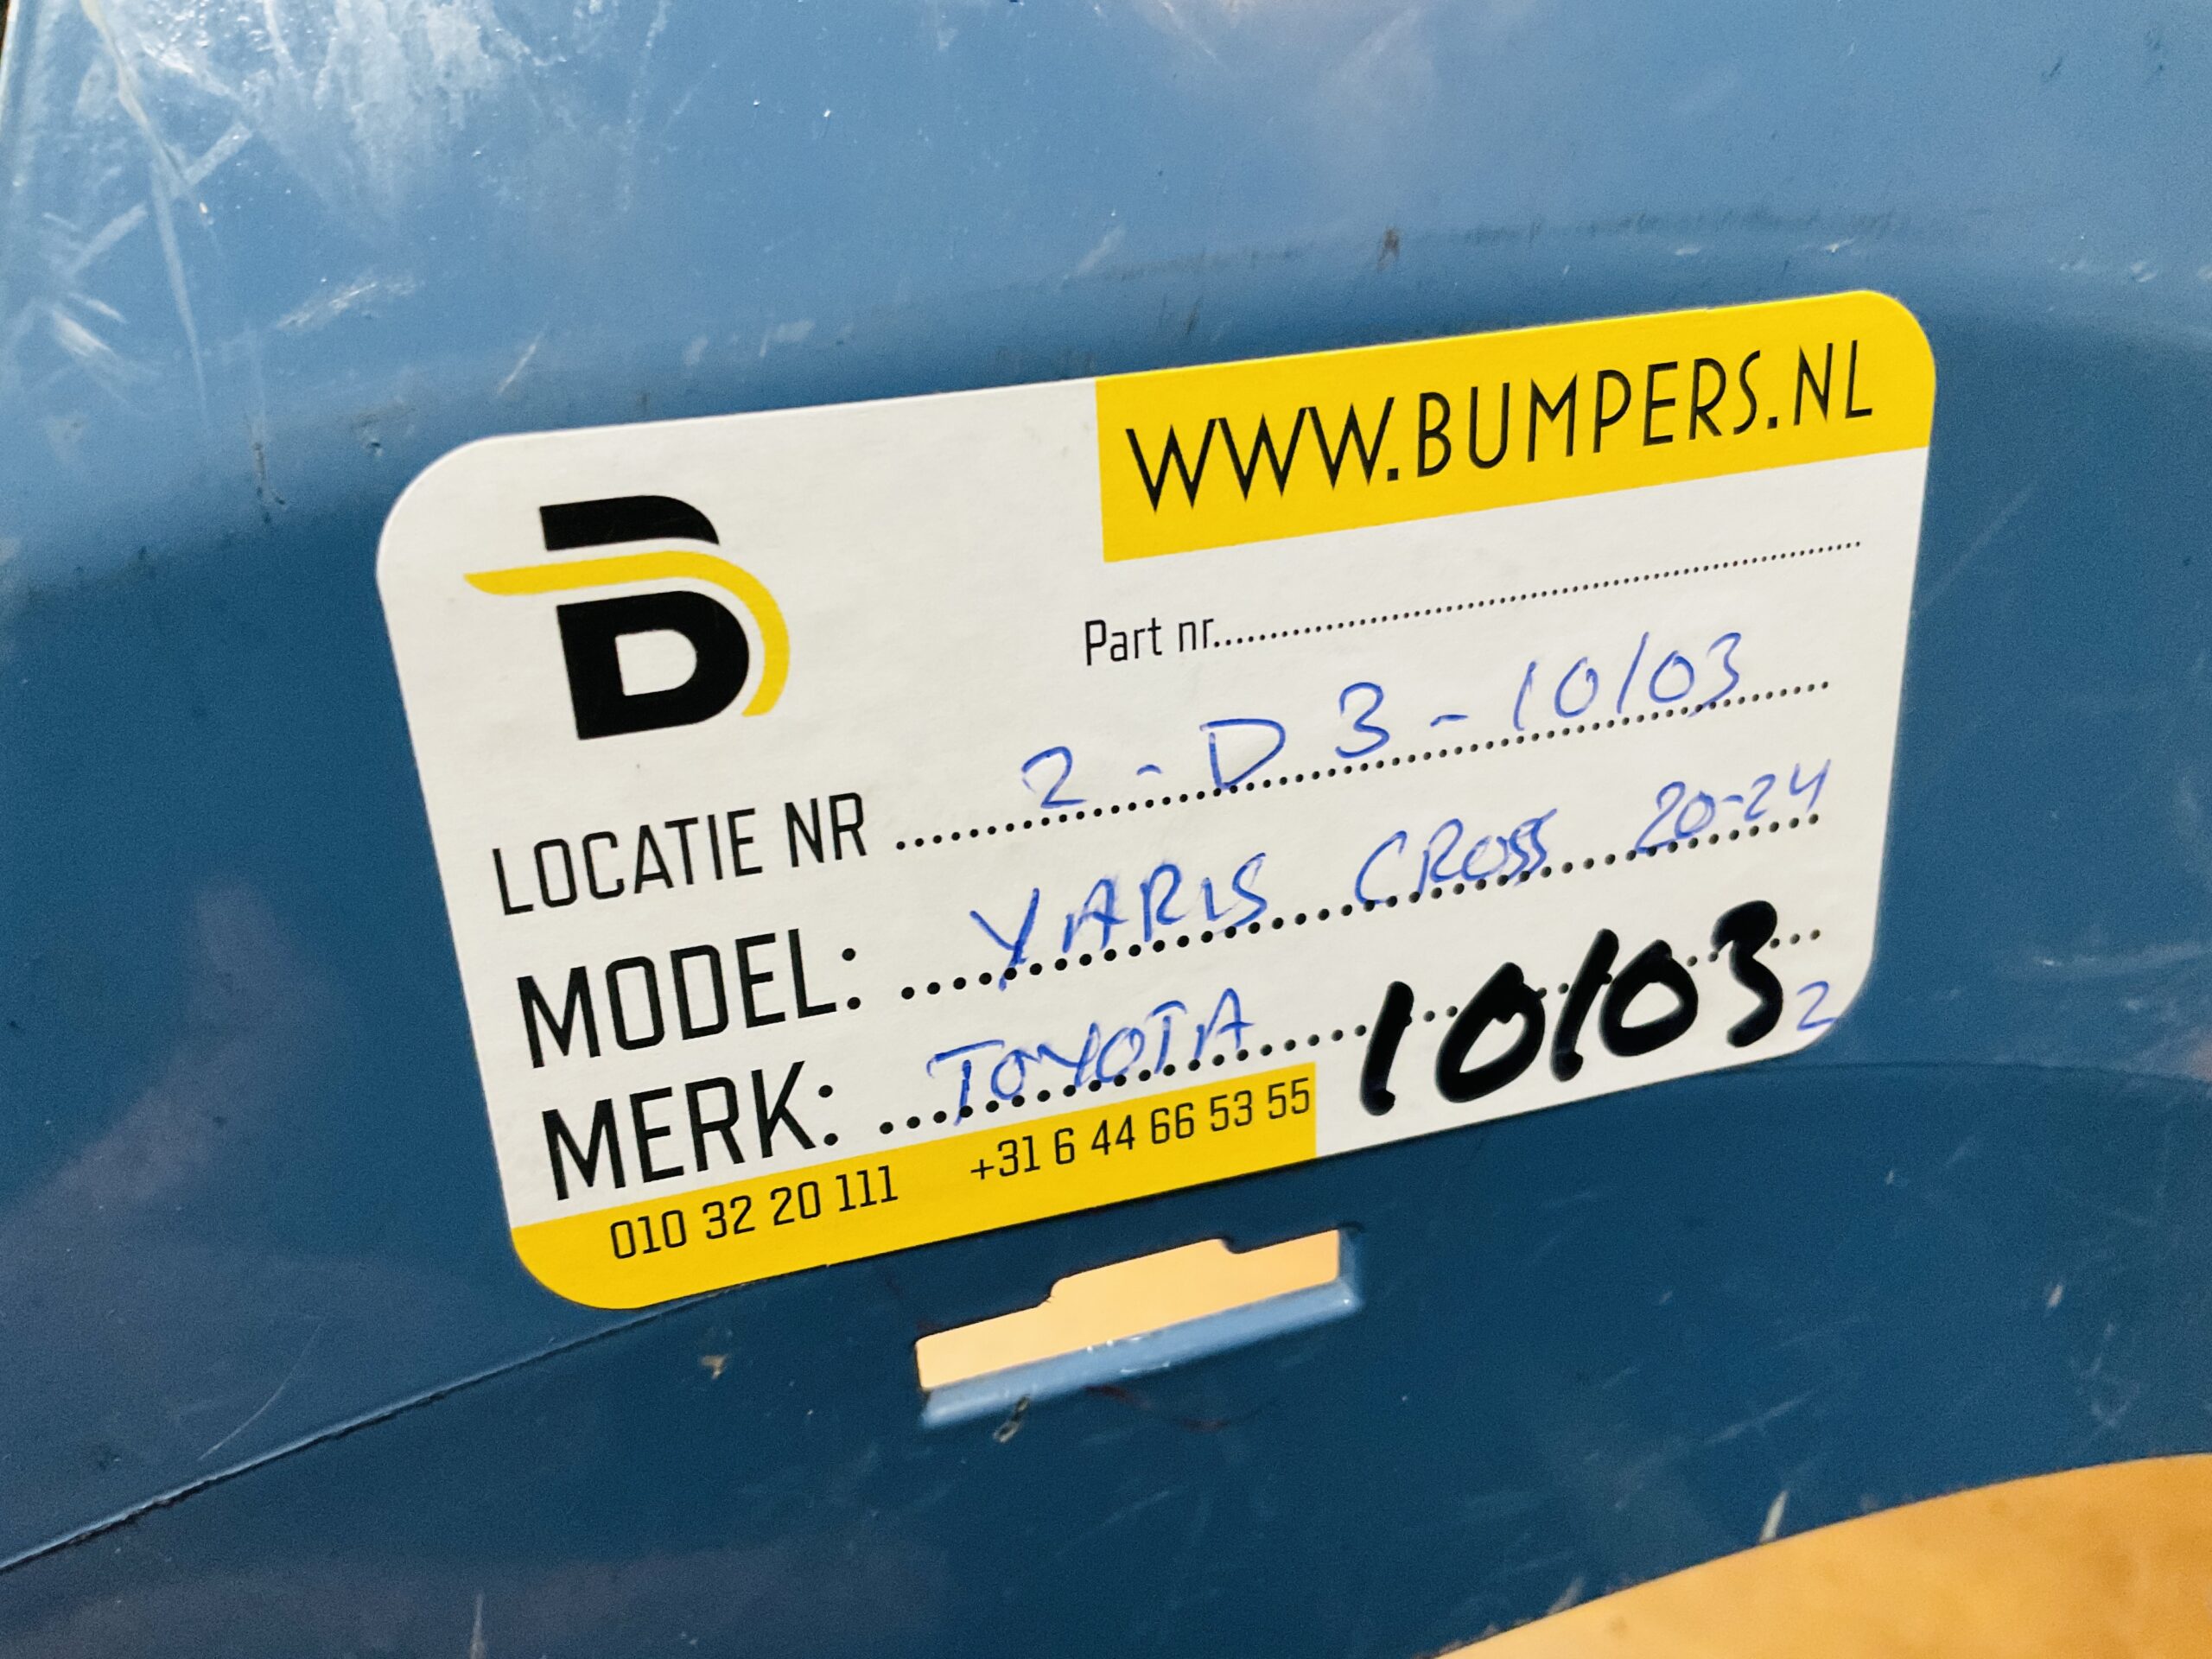 WWW.BUMPERS.NL
B
Part nr.
LOCATIE NR 2 - D 3 - 10103
MODEL: YARIS CROSS 20-24
MERK: TOYOTA 10103 2
010 32 20 111 +31 6 44 66 53 55